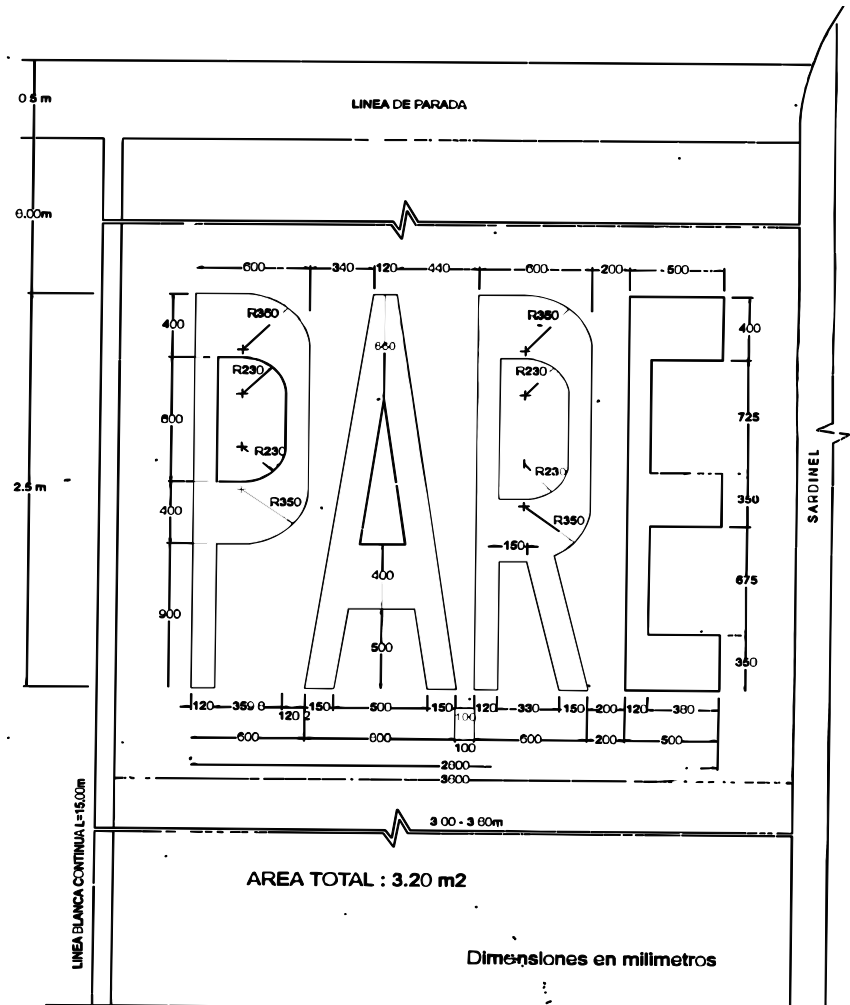 0.5 m
LINEA DE PARADA
6.00m
600 340 120 440 600 200 500
400 R350 R350 400
660
R230 R230
600 725
R230 R230
2.5 m
SARDINEL
400 R350 350
R350
150
400 675
900
500
350
120 359.8 150 500 150 120 330 150 200 120 380
120.2 100
600 800 600 200 500
100
2800
3600
3.00 - 3.60m
LINEA BLANCA CONTINUA L=15.00m
AREA TOTAL : 3.20 m2
Dimensiones en milimetros